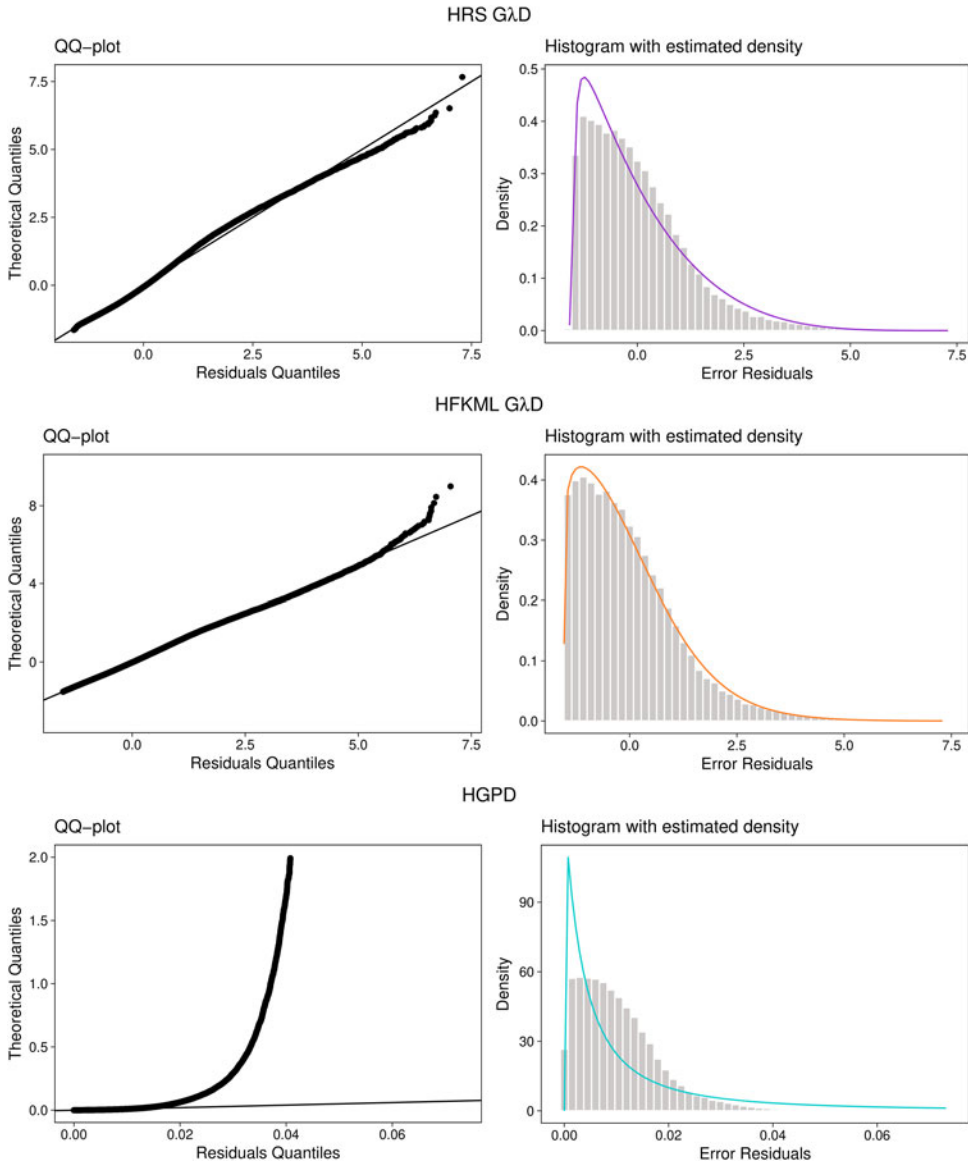 HRS GλD
QQ−plot
Histogram with estimated density
7.5
5.0
2.5
0.0
Theoretical Quantiles
0.0 2.5 5.0 7.5
Residuals Quantiles
0.5
0.4
0.3
0.2
0.1
0.0
Density
0.0 2.5 5.0 7.5
Error Residuals
HFKML GλD
QQ−plot
Histogram with estimated density
8
4
0
Theoretical Quantiles
0.0 2.5 5.0 7.5
Residuals Quantiles
0.4
0.3
0.2
0.1
0.0
Density
0.0 2.5 5.0 7.5
Error Residuals
HGPD
QQ−plot
Histogram with estimated density
2.0
1.5
1.0
0.5
0.0
Theoretical Quantiles
0.00 0.02 0.04 0.06
Residuals Quantiles
90
60
30
0
Density
0.00 0.02 0.04 0.06
Error Residuals